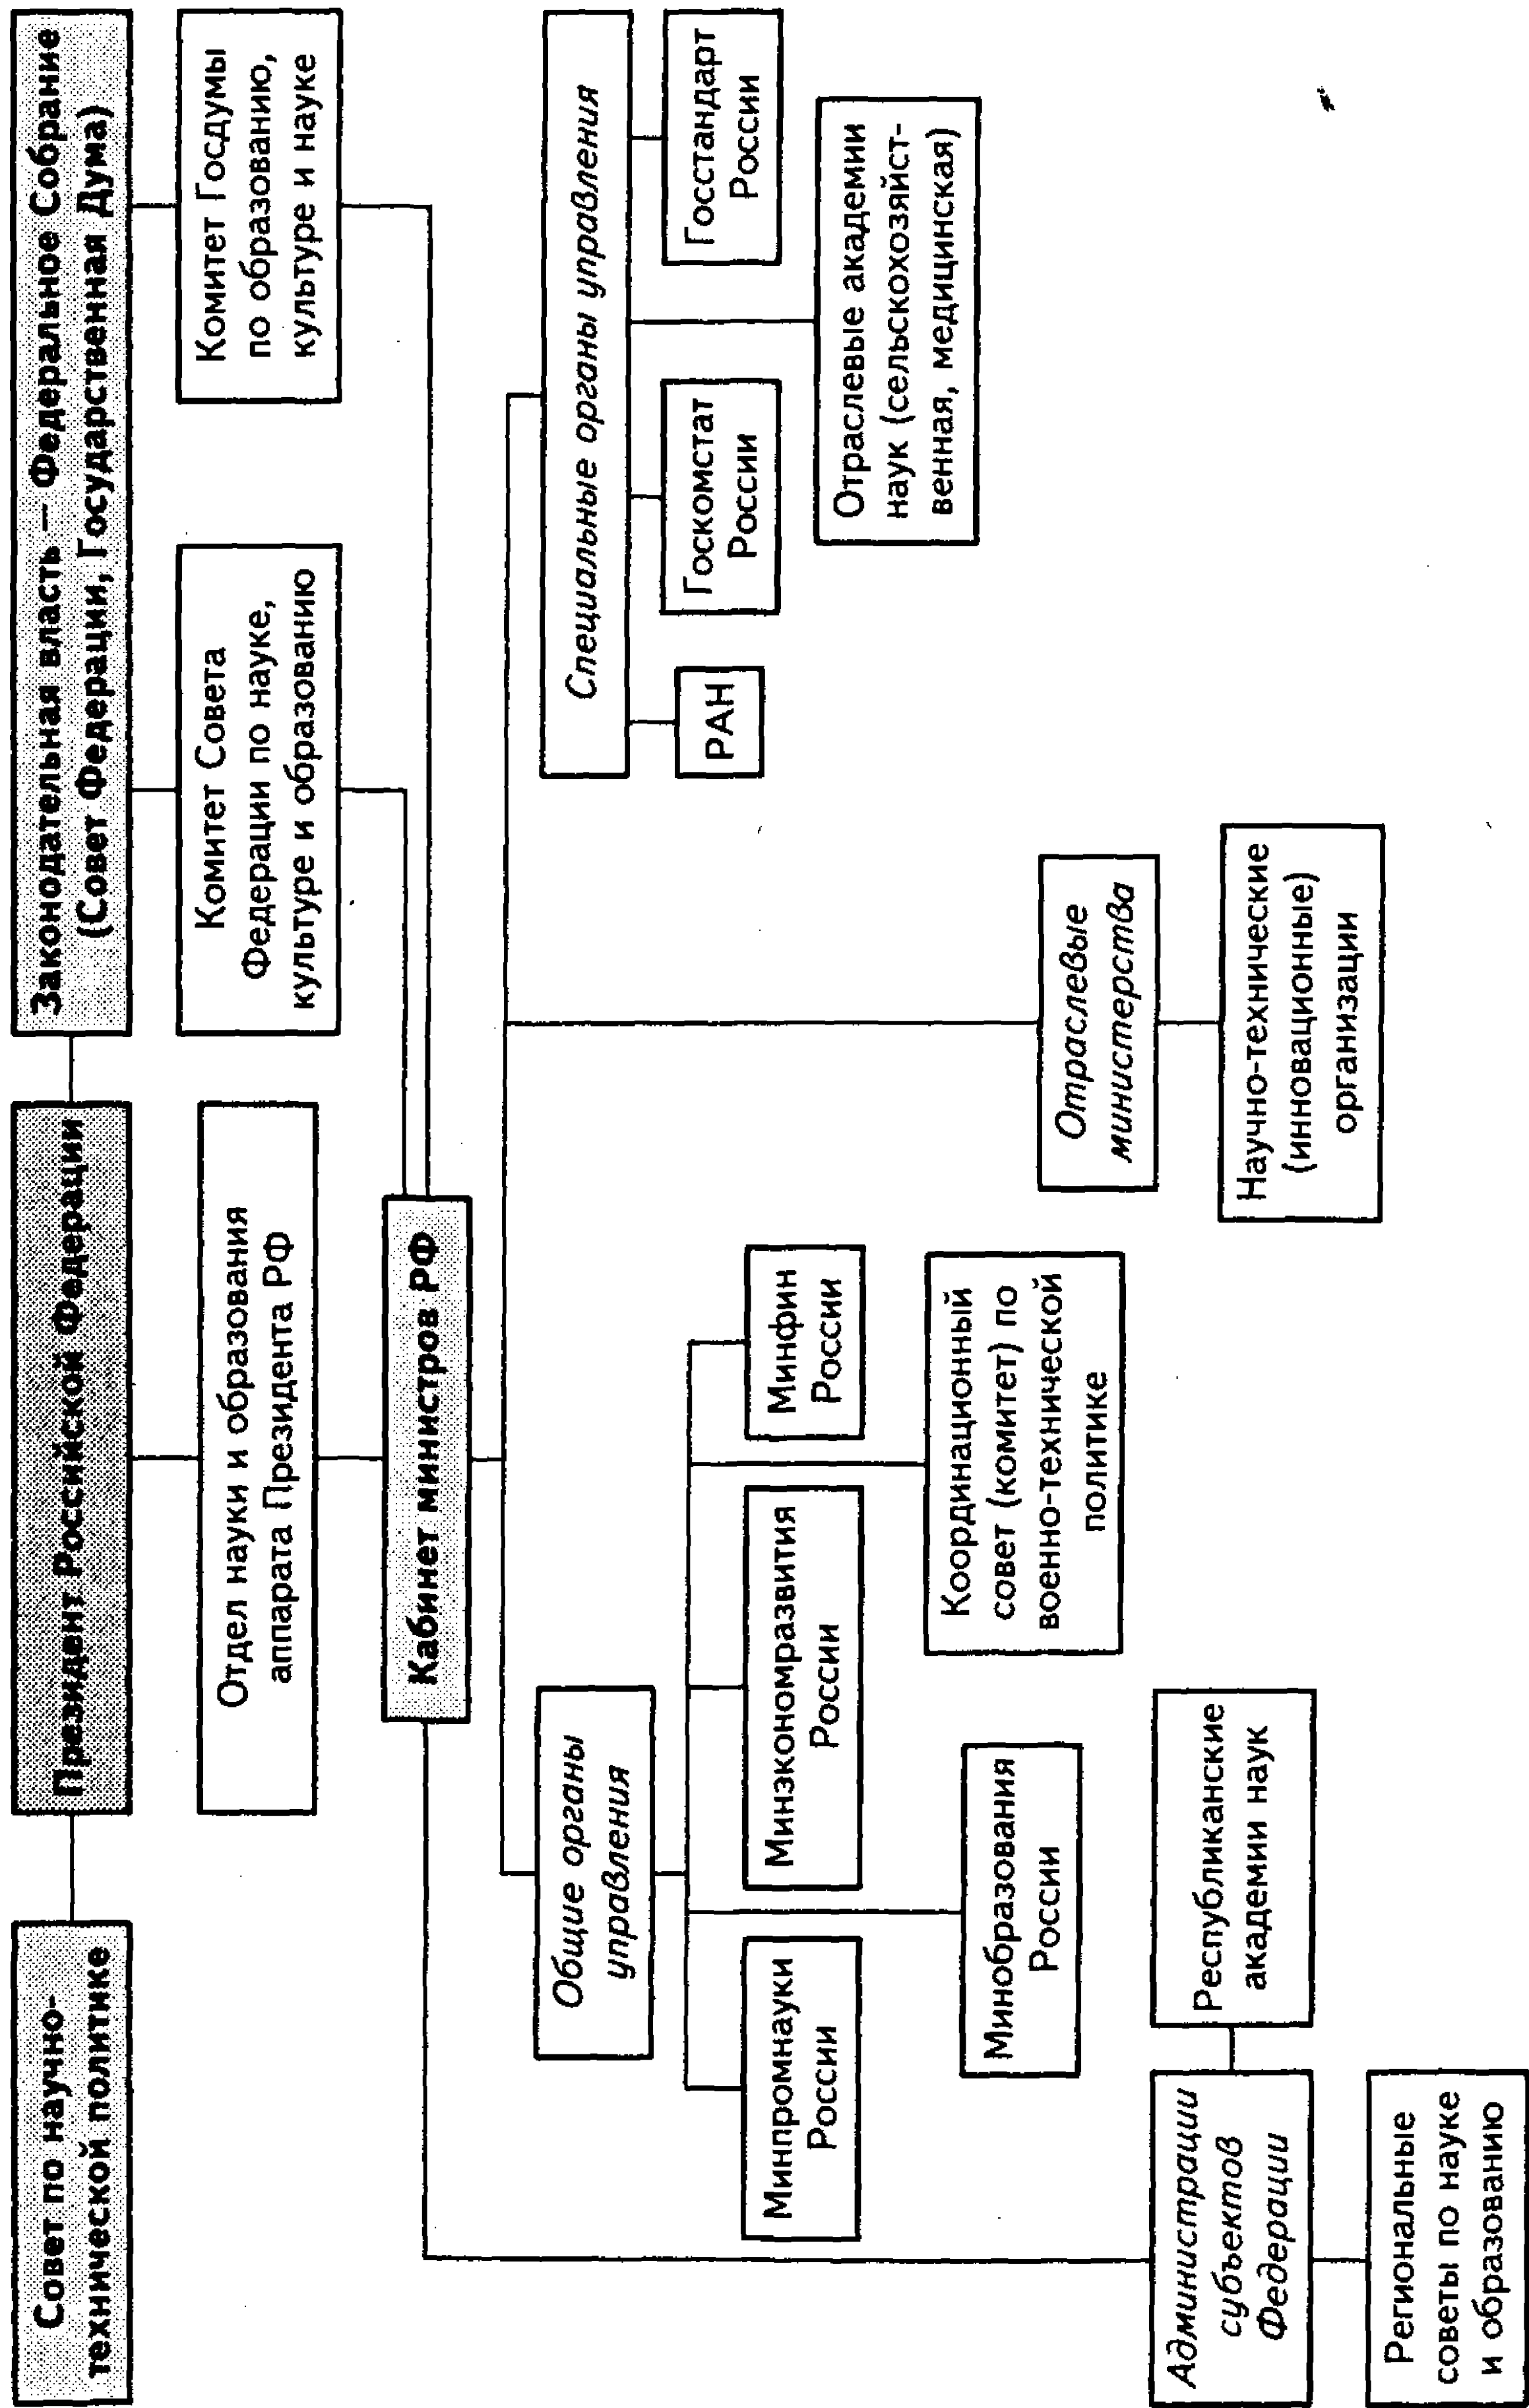 Совет по научно-
технической политике
Президент Российской Федерации
Законодательная власть — Федеральное Собрание
(Совет Федерации, Государственная Дума)
Отдел науки и образования
аппарата Президента РФ
Комитет Совета
Федерации по науке,
культуре и образованию
Комитет Госдумы
по образованию,
культуре и науке
Кабинет министров РФ
Общие органы
управления
Специальные органы управления
Минпромнауки
России
Минэкономразвития
России
Минфин
России
Минобразования
России
Координационный
совет (комитет) по
военно-технической
политике
РАН
Госкомстат
России
Госстандарт
России
Отраслевые академии
наук (сельскохозяйст-
венная, медицинская)
Отраслевые
министерства
Научно-технические
(инновационные)
организации
Администрации
субъектов
Федерации
Республиканские
академии наук
Региональные
советы по науке
и образованию